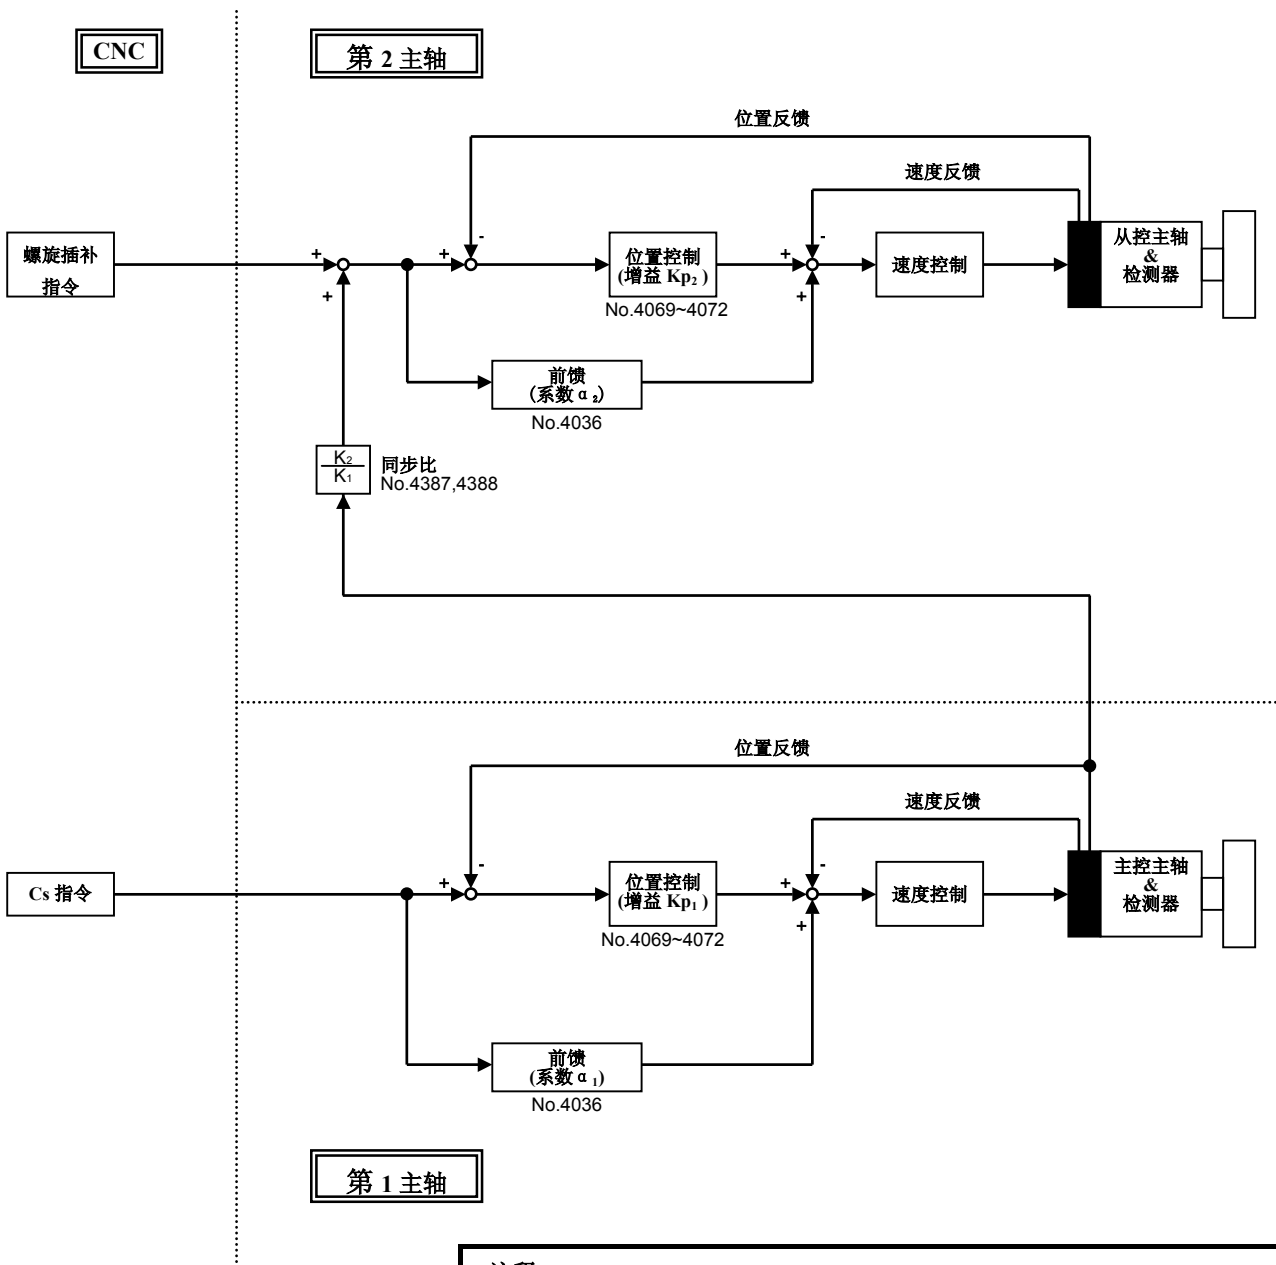 CNC
第 2 主轴
位置反馈
速度反馈
螺旋插补
指令
+
+
+
-
位置控制
(增益 Kp₂ )
No.4069~4072
+
-
+
速度控制
从控主轴
&
检测器
前馈
(系数 α ₂)
No.4036
K₂
K₁
同步比
No.4387,4388
位置反馈
速度反馈
Cs 指令
+
-
位置控制
(增益 Kp₁ )
No.4069~4072
+
-
+
速度控制
主控主轴
&
检测器
前馈
(系数 α ₁)
No.4036
第 1 主轴